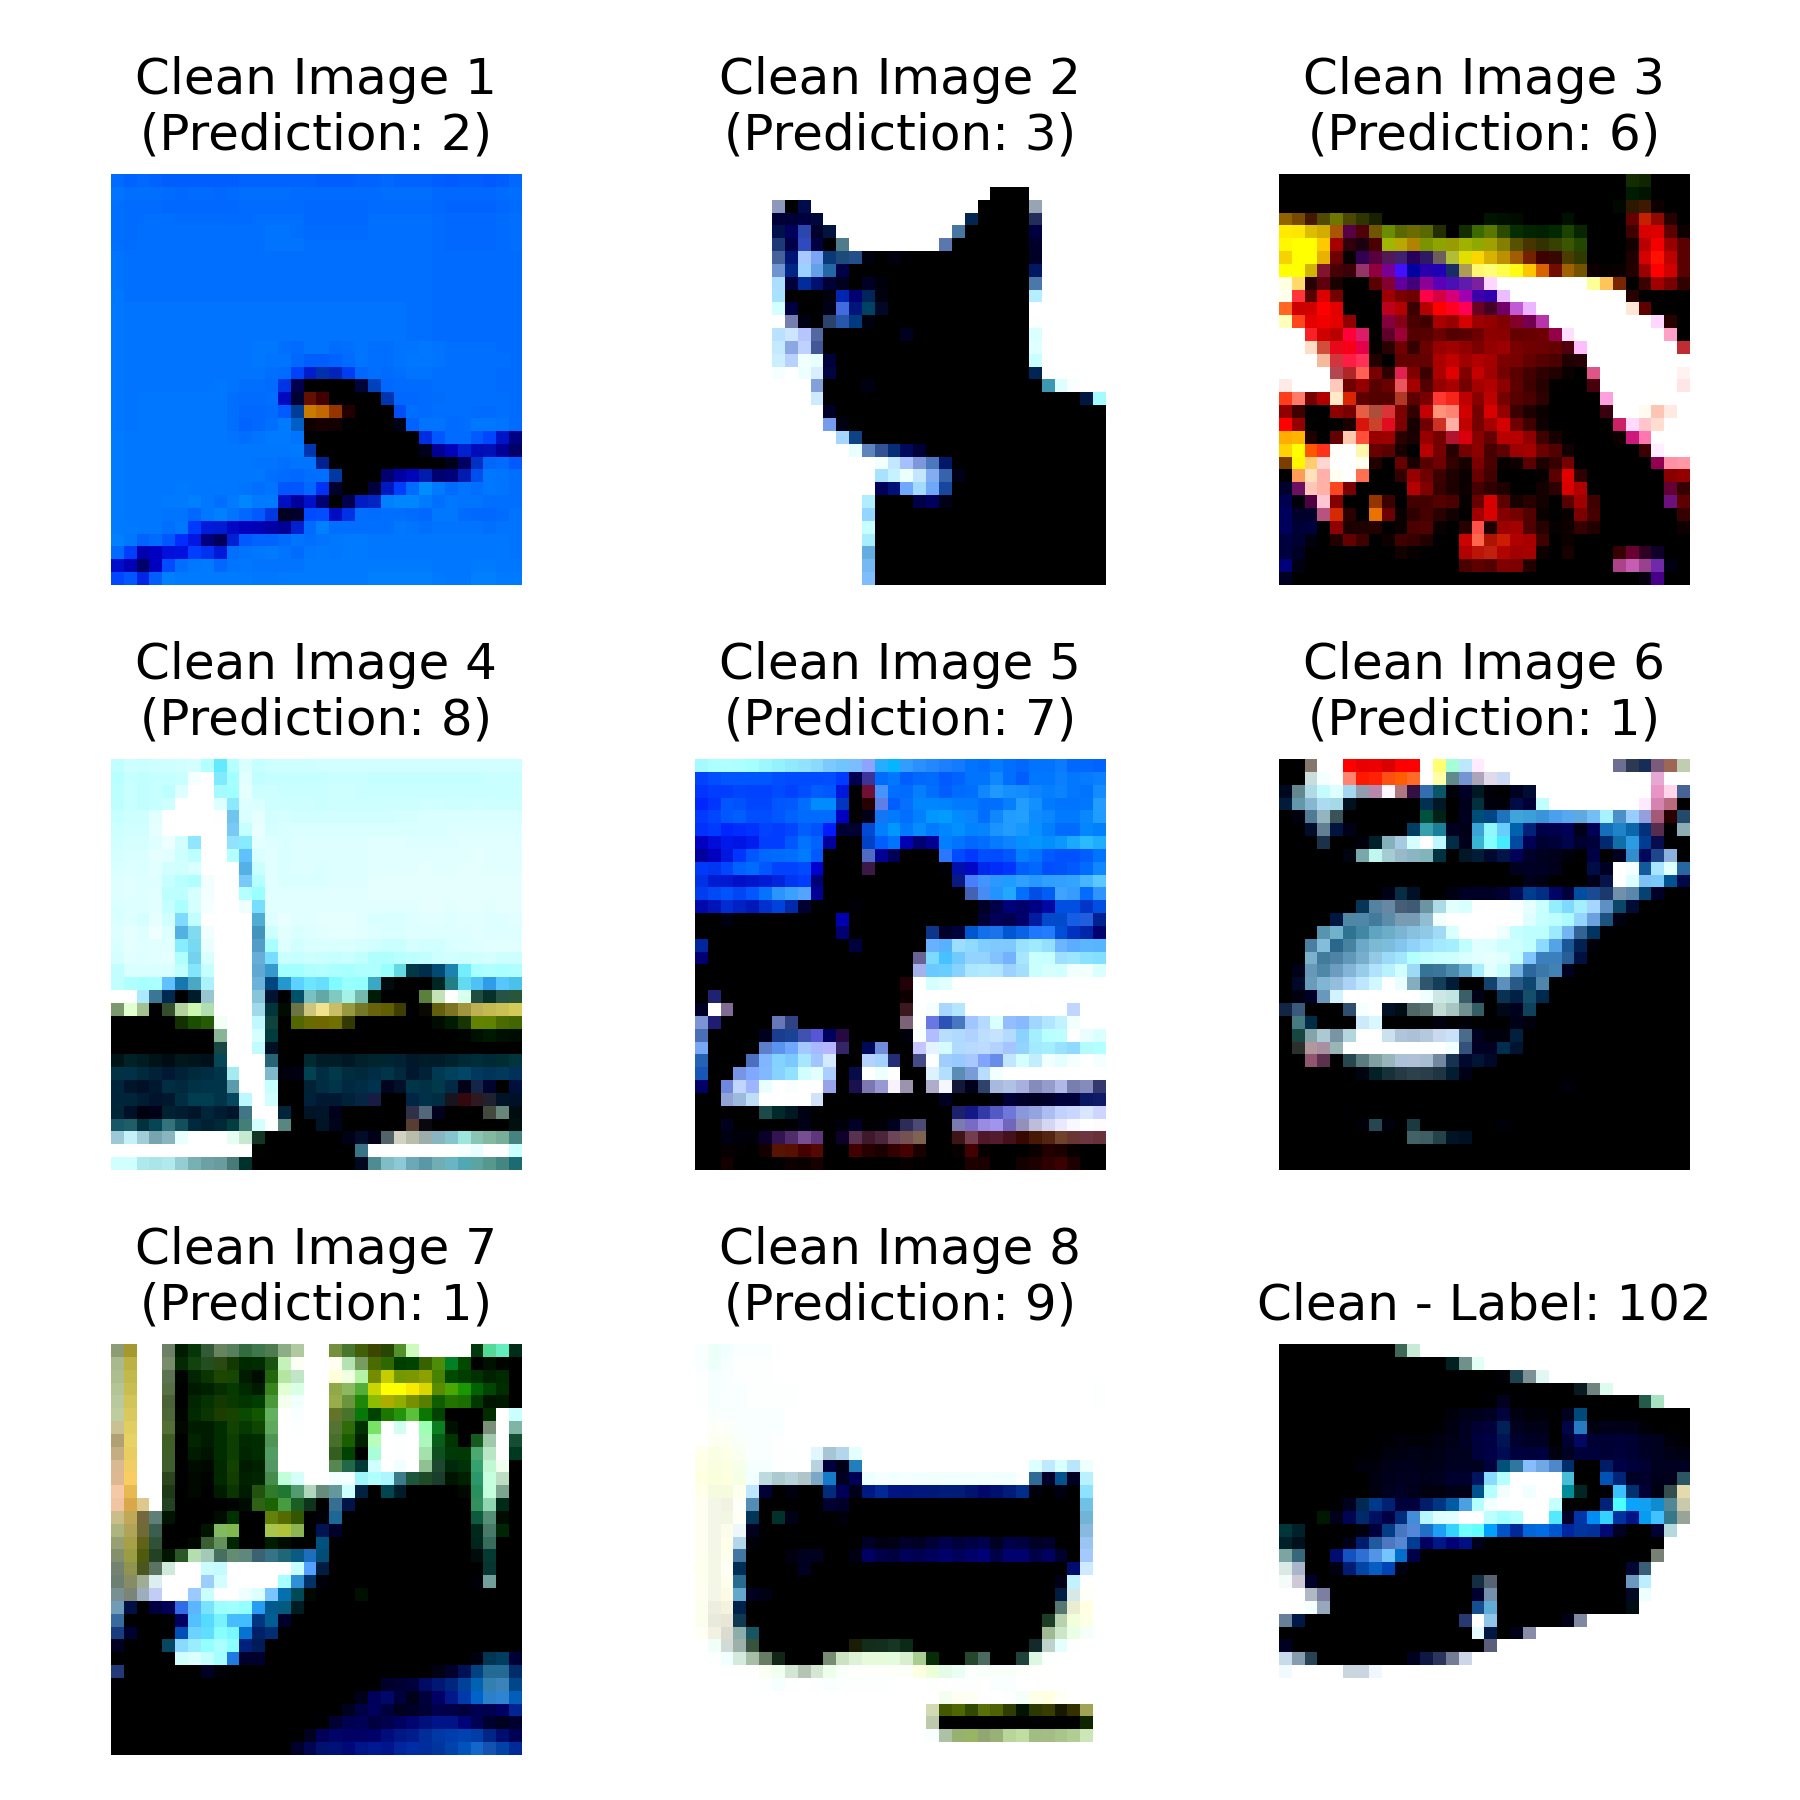 Clean Image 1
(Prediction: 2)
Clean Image 2
(Prediction: 3)
Clean Image 3
(Prediction: 6)
Clean Image 4
(Prediction: 8)
Clean Image 5
(Prediction: 7)
Clean Image 6
(Prediction: 1)
Clean Image 7
(Prediction: 1)
Clean Image 8
(Prediction: 9)
Clean - Label: 102